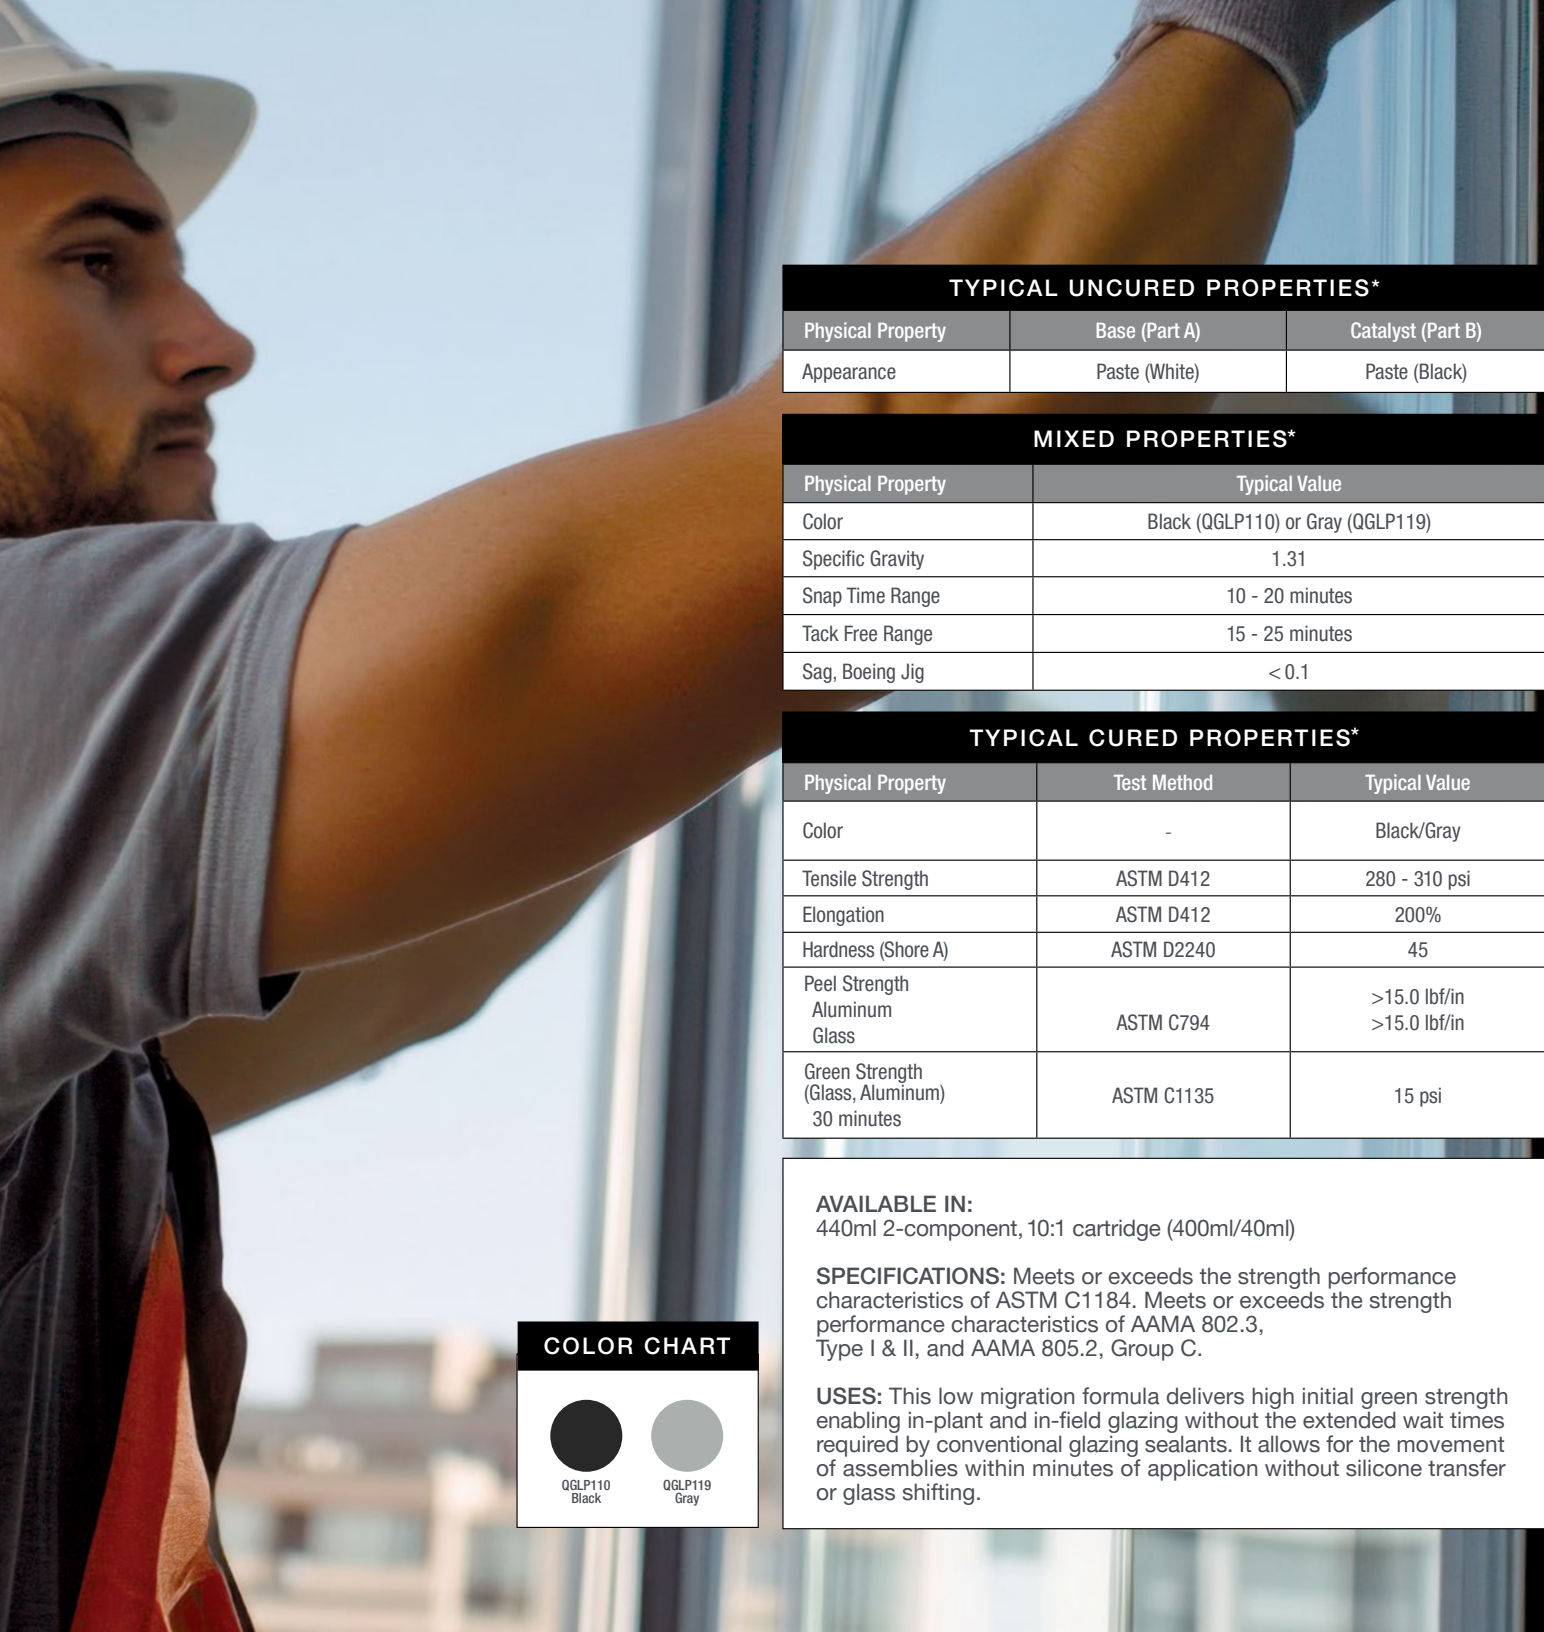 TYPICAL UNCURED PROPERTIES*
Physical Property Base (Part A) Catalyst (Part B)
Appearance Paste (White) Paste (Black)
MIXED PROPERTIES*
Physical Property Typical Value
Color Black (QGLP110) or Gray (QGLP119)
Specific Gravity 1.31
Snap Time Range 10 - 20 minutes
Tack Free Range 15 - 25 minutes
Sag, Boeing Jig < 0.1
TYPICAL CURED PROPERTIES*
Physical Property Test Method Typical Value
Color - Black/Gray
Tensile Strength ASTM D412 280 - 310 psi
Elongation ASTM D412 200%
Hardness (Shore A) ASTM D2240 45
Peel Strength
Aluminum >15.0 lbf/in
Glass ASTM C794 >15.0 lbf/in
Green Strength
(Glass, Aluminum) ASTM C1135 15 psi
30 minutes
AVAILABLE IN:
440ml 2-component, 10:1 cartridge (400ml/40ml)
SPECIFICATIONS: Meets or exceeds the strength performance
characteristics of ASTM C1184. Meets or exceeds the strength
performance characteristics of AAMA 802.3,
Type I & II, and AAMA 805.2, Group C.
USES: This low migration formula delivers high initial green strength
enabling in-plant and in-field glazing without the extended wait times
required by conventional glazing sealants. It allows for the movement
of assemblies within minutes of application without silicone transfer
or glass shifting.
COLOR CHART
QGLP110 QGLP119
Black Gray